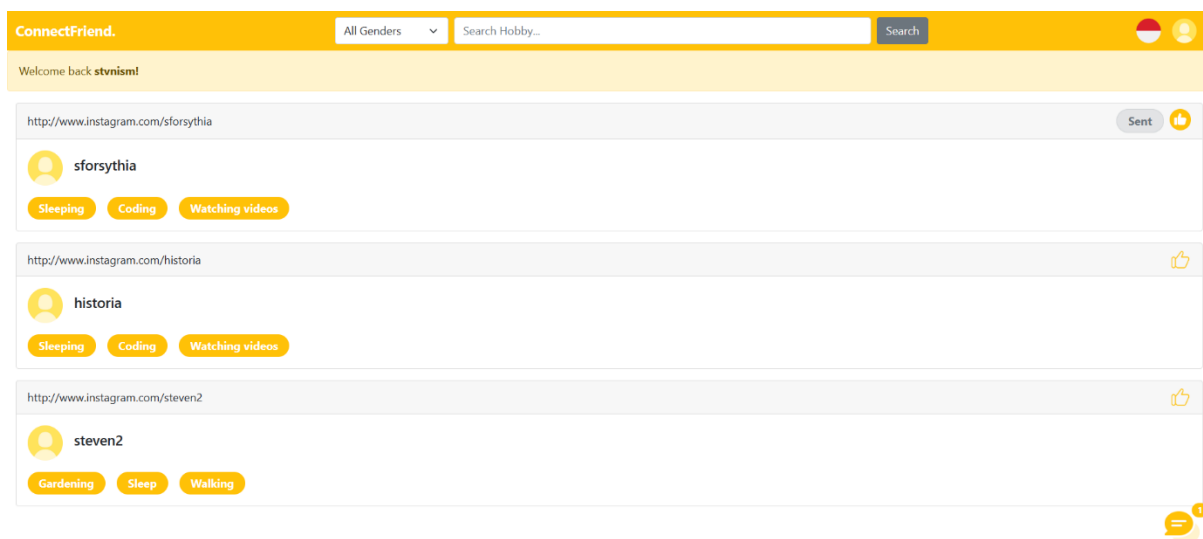 ConnectFriend. All Genders Search Hobby... Search
Welcome back stvnism!
http://www.instagram.com/sforsythia Sent
sforsythia
Sleeping Coding Watching videos
http://www.instagram.com/historia
historia
Sleeping Coding Watching videos
http://www.instagram.com/steven2
steven2
Gardening Sleep Walking
1